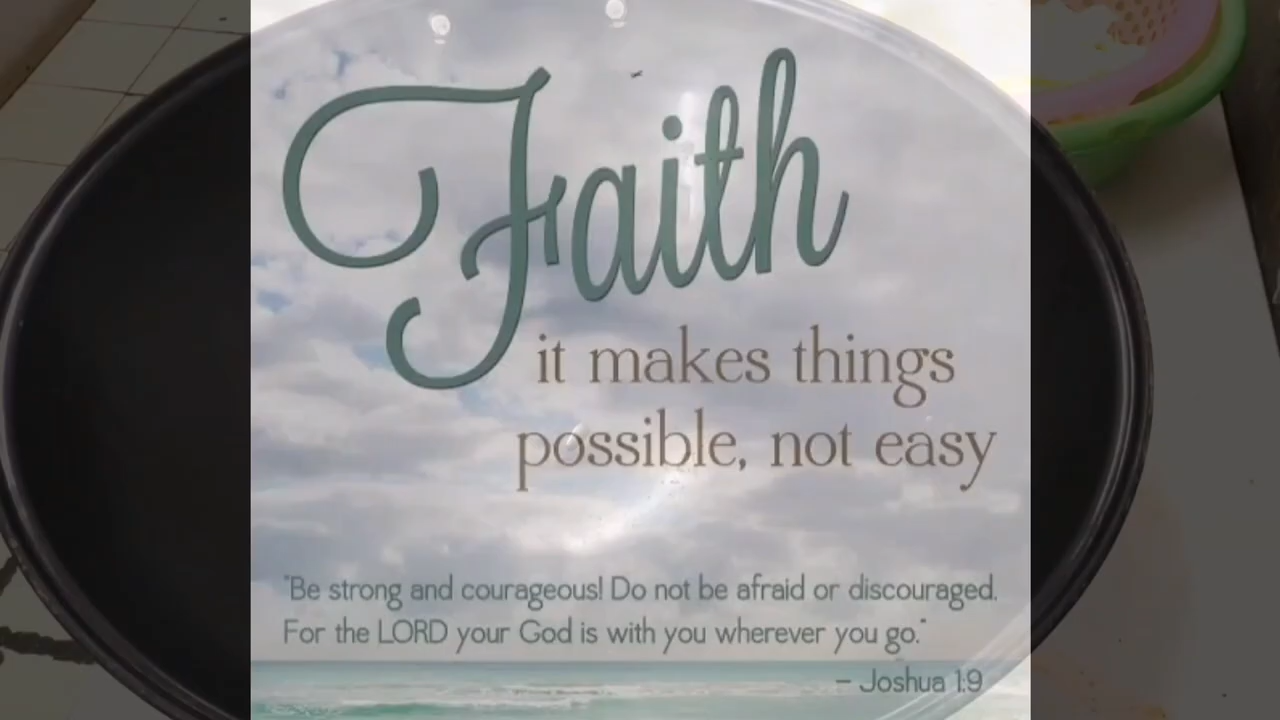 Faith
it makes things
possible, not easy
"Be strong and courageous! Do not be afraid or discouraged.
For the LORD your God is with you wherever you go."
– Joshua 1:9